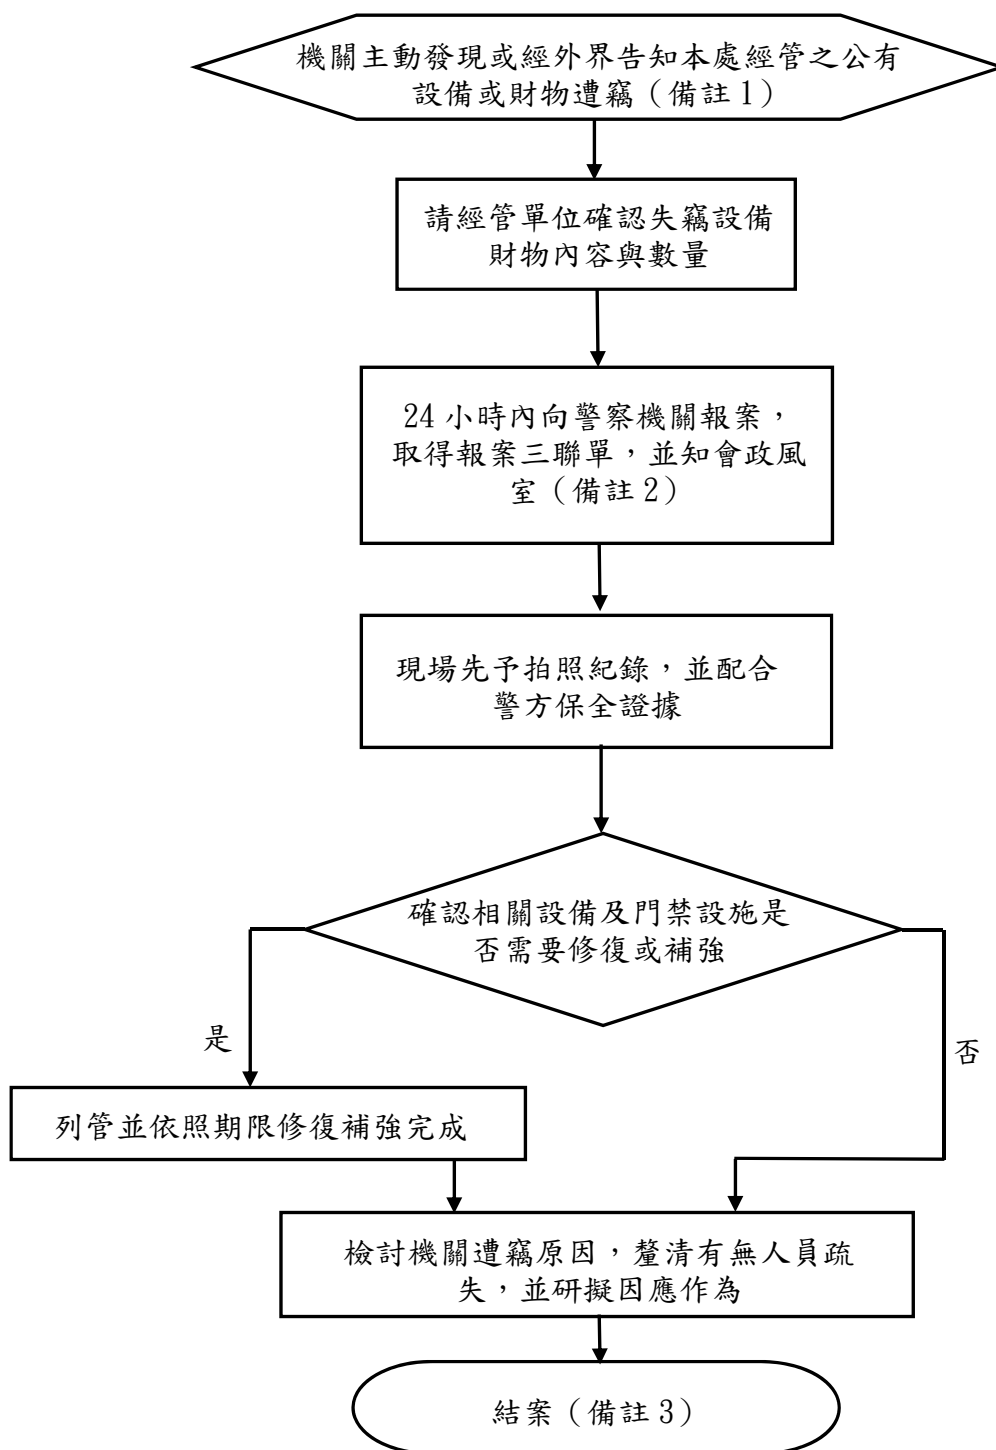 機關主動發現或經外界告知本處經管之公有
設備或財物遭竊（備註 1）
請經管單位確認失竊設備
財物內容與數量
24 小時內向警察機關報案，
取得報案三聯單，並知會政風
室（備註 2）
現場先予拍照紀錄，並配合
警方保全證據
確認相關設備及門禁設施是
否需要修復或補強
是
否
列管並依照期限修復補強完成
檢討機關遭竊原因，釐清有無人員疏
失，並研擬因應作為
結案（備註 3）